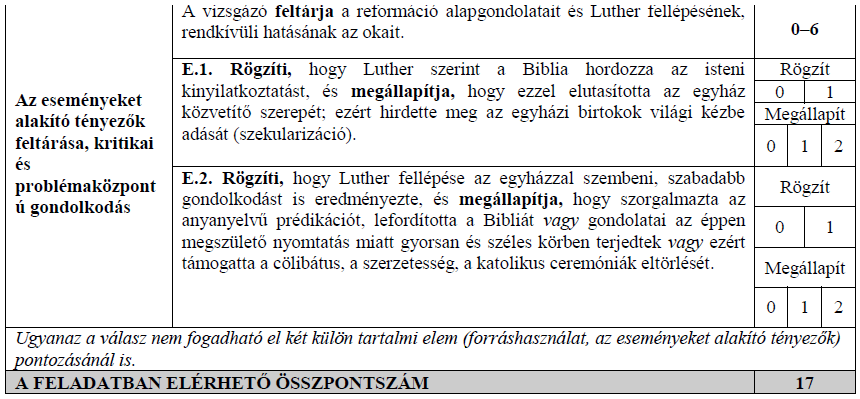 A vizsgázó feltárja a reformáció alapgondolatait és Luther fellépésének,
rendkívüli hatásának az okait.
0–6
Az eseményeket
alakító tényezők
feltárása, kritikai
és
problémaközpont
ú gondolkodás
E.1. Rögzíti, hogy Luther szerint a Biblia hordozza az isteni
kinyilatkoztatást, és megállapítja, hogy ezzel elutasította az egyház
közvetítő szerepét; ezért hirdette meg az egyházi birtokok világi kézbe
adását (szekularizáció).
Rögzít
0 1
Megállapít
0 1 2
E.2. Rögzíti, hogy Luther fellépése az egyházzal szembeni, szabadabb
gondolkodást is eredményezte, és megállapítja, hogy szorgalmazta az
anyanyelvű prédikációt, lefordította a Bibliát vagy gondolatai az éppen
megszülető nyomtatás miatt gyorsan és széles körben terjedtek vagy ezért
támogatta a cölibátus, a szerzetesség, a katolikus ceremóniák eltörlését.
Rögzít
0 1
Megállapít
0 1 2
Ugyanaz a válasz nem fogadható el két külön tartalmi elem (forráshasználat, az eseményeket alakító tényezők)
pontozásánál is.
A FELADATBAN ELÉRHETŐ ÖSSZPONTSZÁM 17